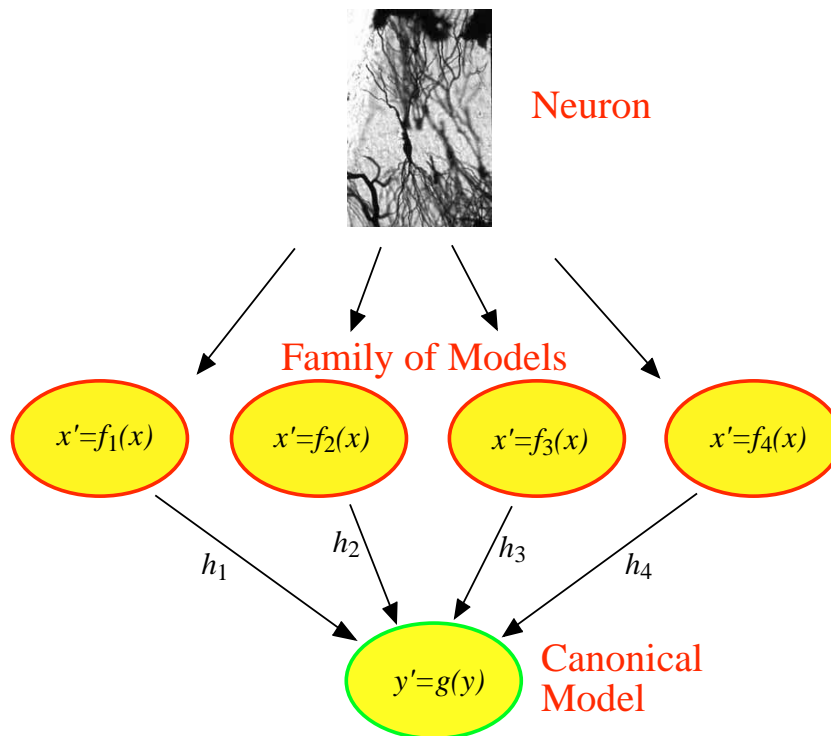 Neuron
Family of Models
x'=f1(x)
x'=f2(x)
x'=f3(x)
x'=f4(x)
h1
h2
h3
h4
y'=g(y)
Canonical
Model